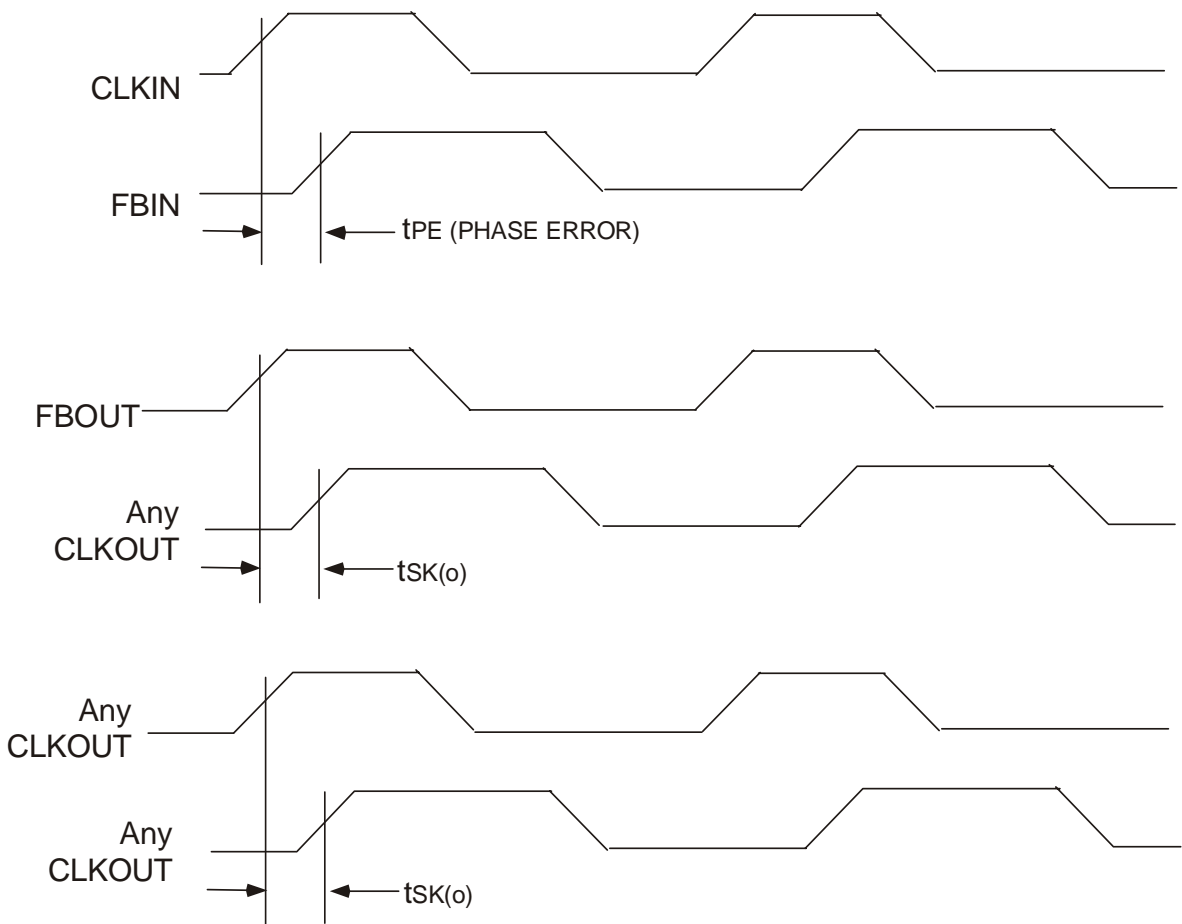 CLKIN
FBIN
tPE (PHASE ERROR)
FBOUT
Any
CLKOUT
tSK(o)
Any
CLKOUT
Any
CLKOUT
tSK(o)